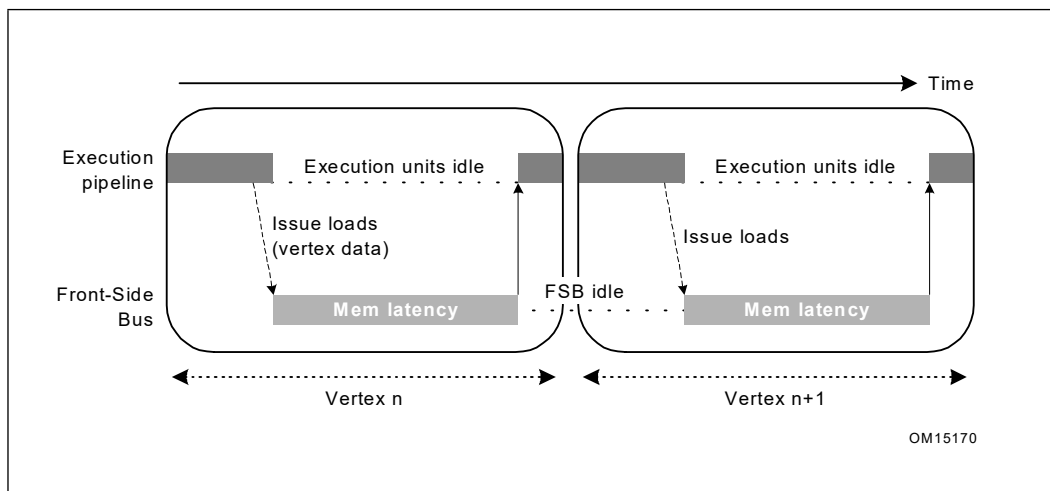 Time
Execution
pipeline
Execution units idle
Execution units idle
Issue loads
(vertex data)
Issue loads
Front-Side
Bus
Mem latency
FSB idle
Mem latency
Vertex n
Vertex n+1
OM15170